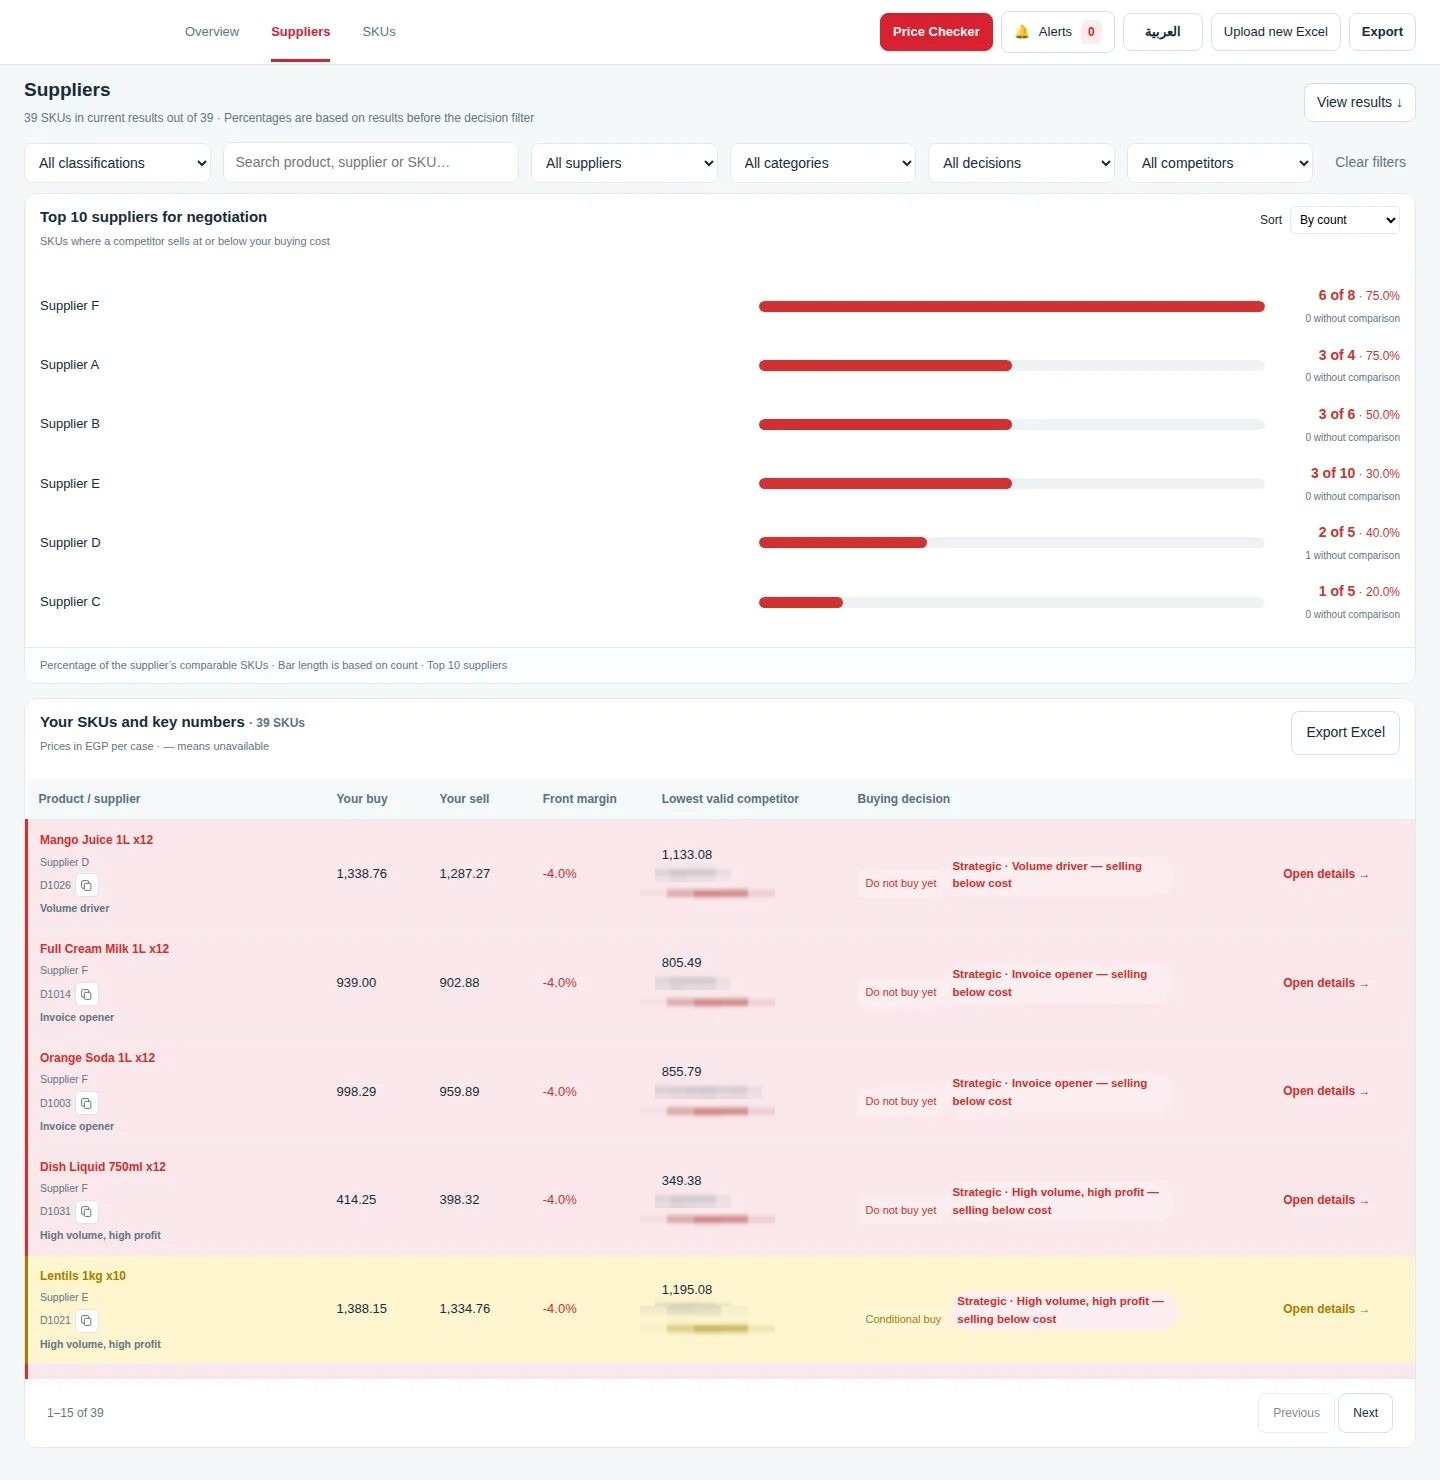 Overview Suppliers SKUs Price Checker 🔔 Alerts 0 العربية Upload new Excel Export
Suppliers
39 SKUs in current results out of 39 · Percentages are based on results before the decision filter
View results ↓
All classifications Search product, supplier or SKU… All suppliers All categories All decisions All competitors Clear filters
Top 10 suppliers for negotiation
Sort By count
SKUs where a competitor sells at or below your buying cost
Supplier F 6 of 8 · 75.0%
0 without comparison
Supplier A 3 of 4 · 75.0%
0 without comparison
Supplier B 3 of 6 · 50.0%
0 without comparison
Supplier E 3 of 10 · 30.0%
0 without comparison
Supplier D 2 of 5 · 40.0%
1 without comparison
Supplier C 1 of 5 · 20.0%
0 without comparison
Percentage of the supplier’s comparable SKUs · Bar length is based on count · Top 10 suppliers
Your SKUs and key numbers · 39 SKUs
Prices in EGP per case · — means unavailable
Export Excel
Product / supplier Your buy Your sell Front margin Lowest valid competitor Buying decision
Mango Juice 1L x12
Supplier D
D1026
Volume driver
1,338.76 1,287.27 -4.0% 1,133.08
Do not buy yet
Strategic · Volume driver — selling
below cost
Open details →
Full Cream Milk 1L x12
Supplier F
D1014
Invoice opener
939.00 902.88 -4.0% 805.49
Do not buy yet
Strategic · Invoice opener — selling
below cost
Open details →
Orange Soda 1L x12
Supplier F
D1003
Invoice opener
998.29 959.89 -4.0% 855.79
Do not buy yet
Strategic · Invoice opener — selling
below cost
Open details →
Dish Liquid 750ml x12
Supplier F
D1031
High volume, high profit
414.25 398.32 -4.0% 349.38
Do not buy yet
Strategic · High volume, high profit —
selling below cost
Open details →
Lentils 1kg x10
Supplier E
D1021
High volume, high profit
1,388.15 1,334.76 -4.0% 1,195.08
Conditional buy
Strategic · High volume, high profit —
selling below cost
Open details →
1–15 of 39
Previous Next